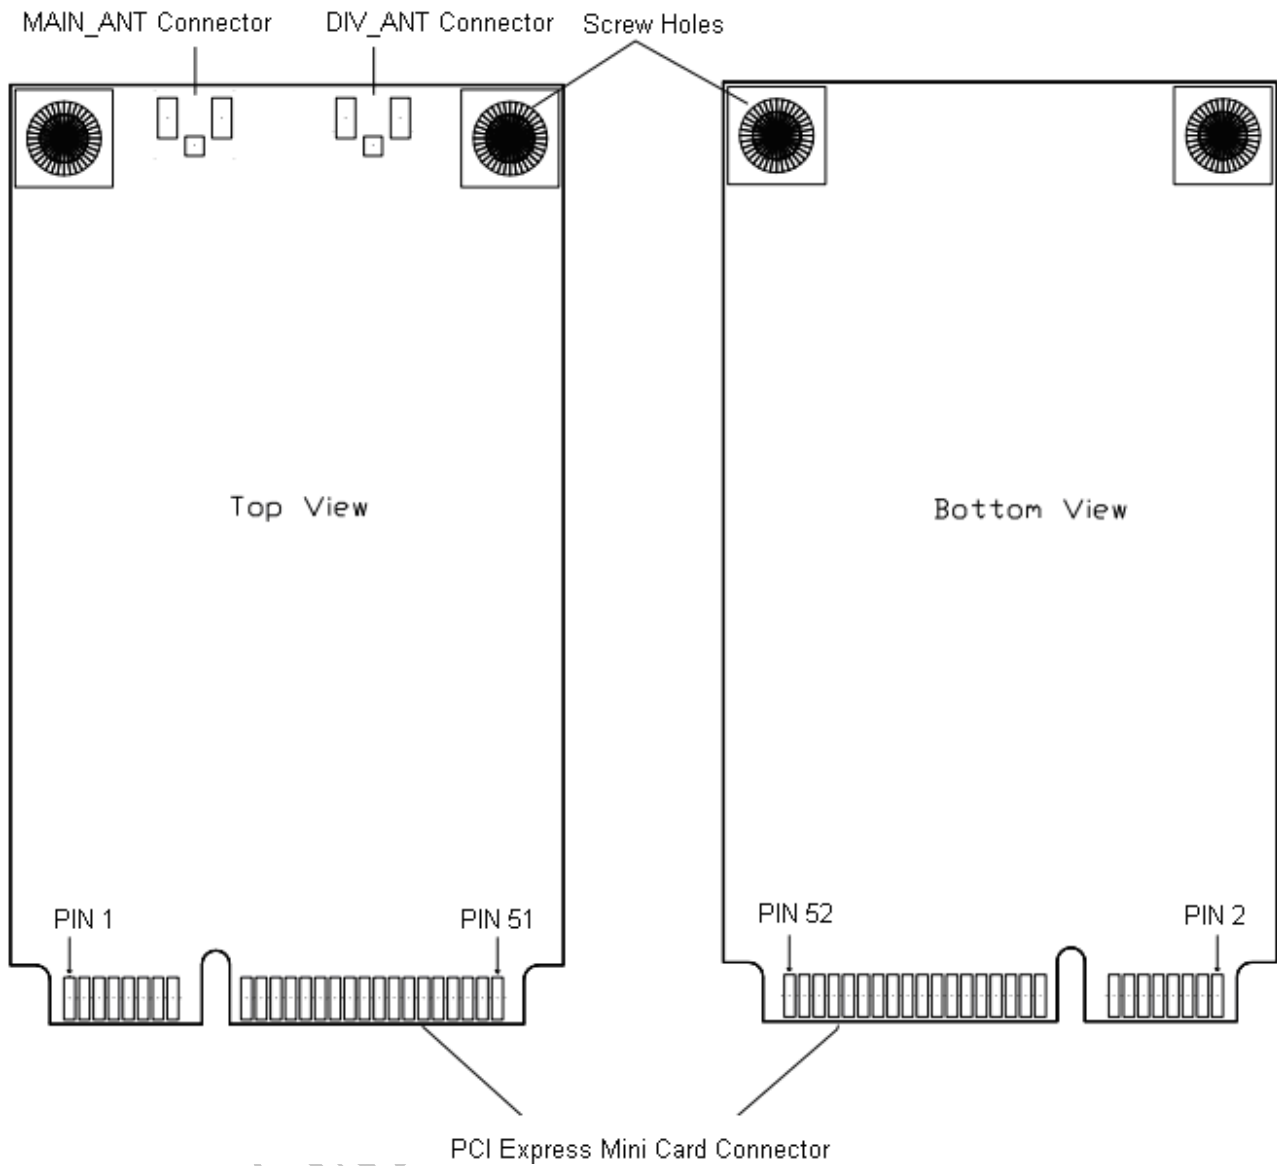 MAIN_ANT Connector
DIV_ANT Connector
Screw Holes
Top View
Bottom View
PIN 1
PIN 51
PIN 52
PIN 2
PCI Express Mini Card Connector